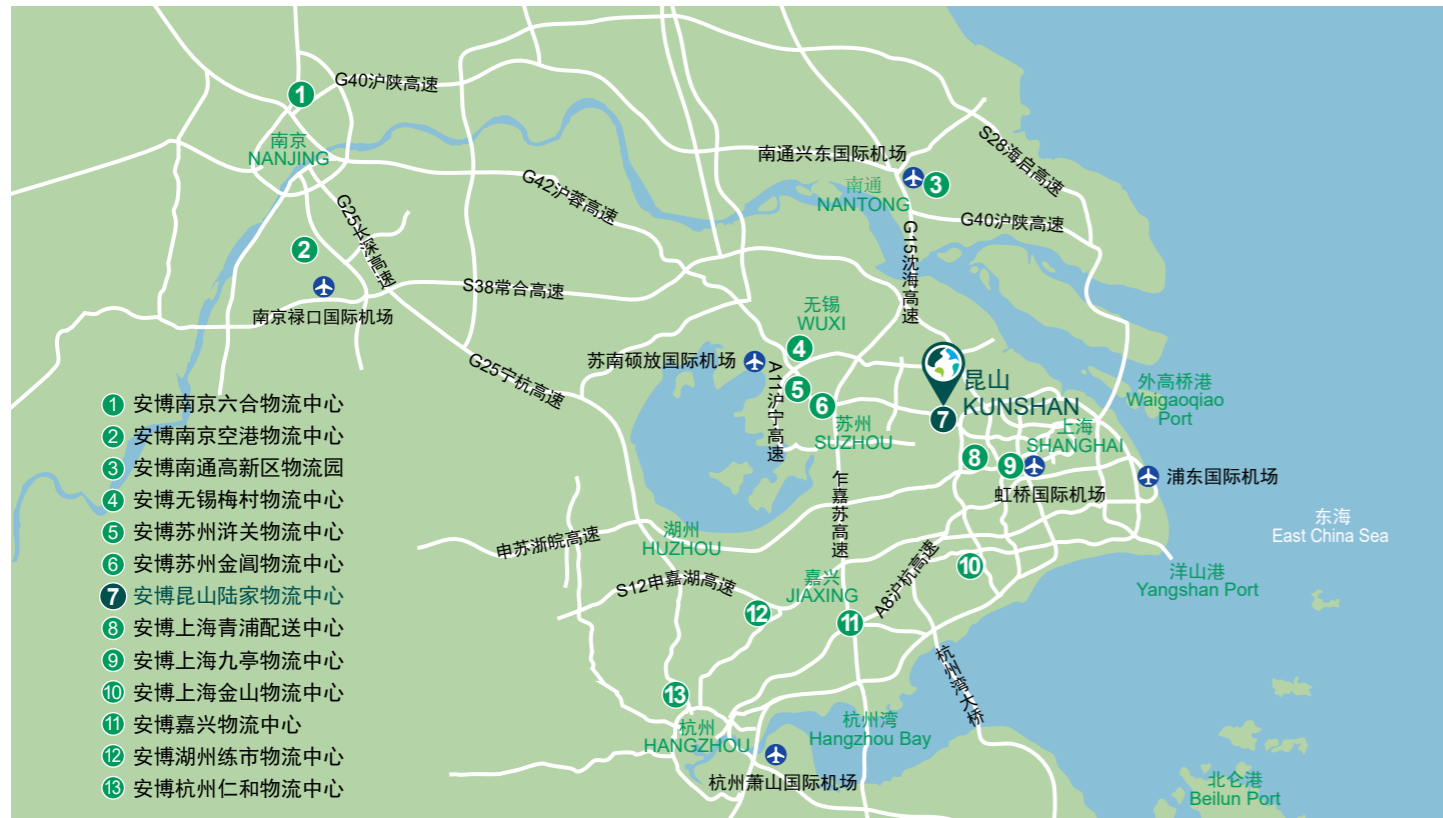 G40沪陕高速
1
南京
NANJING
G42沪蓉高速
G25长深高速
2
南京禄口国际机场
S38常合高速
G25宁杭高速
南通兴东国际机场
南通
NANTONG
3
S28海启高速
G40沪陕高速
G15沈海高速
无锡
WUXI
4
苏南硕放国际机场
5
6
A11沪宁高速
苏州
SUZHOU
昆山
KUNSHAN
7
外高桥港
Waigaoqiao
Port
上海
SHANGHAI
8
9
虹桥国际机场
浦东国际机场
东海
East China Sea
乍嘉苏高速
湖州
HUZHOU
申苏浙皖高速
S12申嘉湖高速
嘉兴
JIAXING
A8沪杭高速
10
洋山港
Yangshan Port
12
11
杭州湾大桥
13
杭州
HANGZHOU
杭州湾
Hangzhou Bay
杭州萧山国际机场
北仑港
Beilun Port
1 安博南京六合物流中心
2 安博南京空港物流中心
3 安博南通高新区物流园
4 安博无锡梅村物流中心
5 安博苏州浒关物流中心
6 安博苏州金阊物流中心
7 安博昆山陆家物流中心
8 安博上海青浦配送中心
9 安博上海九亭物流中心
10 安博上海金山物流中心
11 安博嘉兴物流中心
12 安博湖州练市物流中心
13 安博杭州仁和物流中心